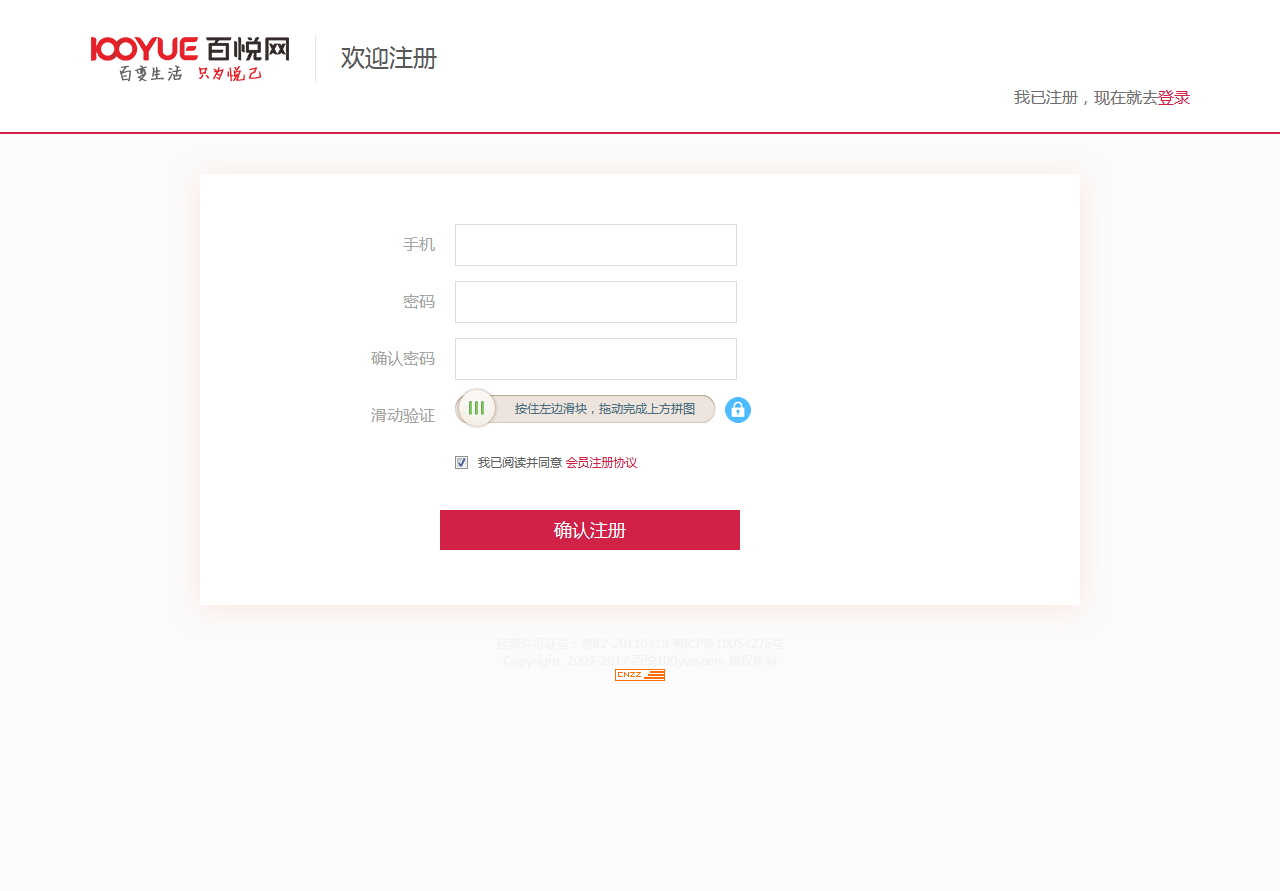 100YUE 百悦网
百变生活 只为悦己
欢迎注册
我已注册，现在就去登录
手机
密码
确认密码
滑动验证
按住左边滑块，拖动完成上方拼图
我已阅读并同意 会员注册协议
确认注册
经营许可证号：粤B2-20110318 粤ICP备10054276号
Copyright 2009-2017 百悦100yue.com 版权所有
CNZZ